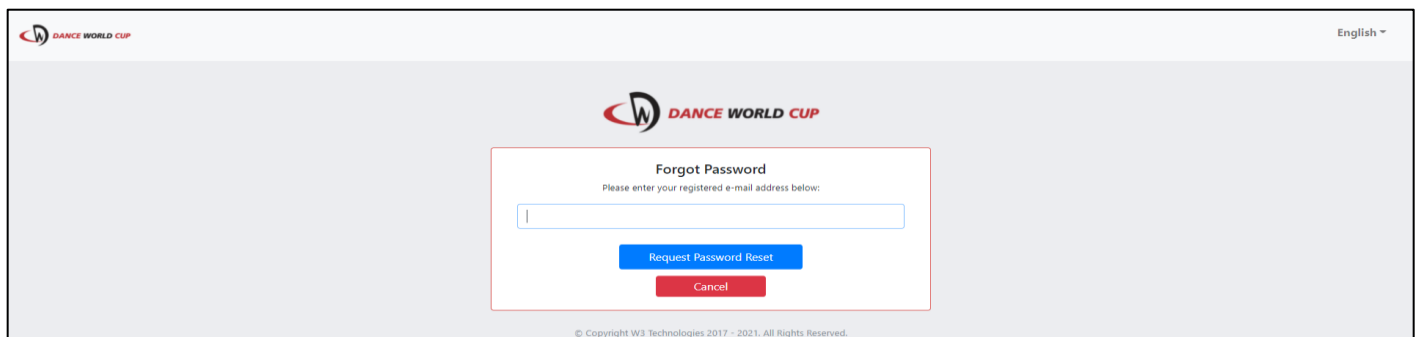 DANCE WORLD CUP
English
DANCE WORLD CUP
Forgot Password
Please enter your registered e-mail address below:
Request Password Reset
Cancel
© Copyright W3 Technologies 2017 - 2021. All Rights Reserved.